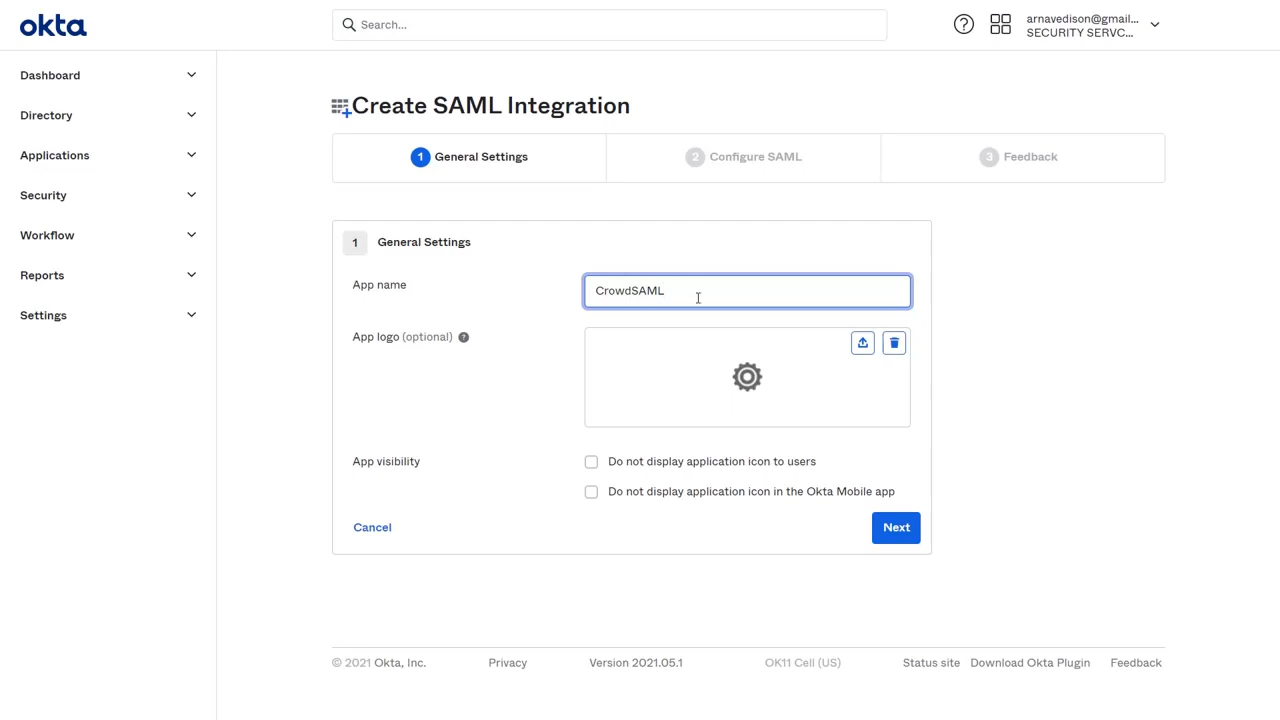 okta
Search...
arnavedison@gmail...
SECURITY SERVC...
Dashboard
Directory
Applications
Security
Workflow
Reports
Settings
Create SAML Integration
1 General Settings
2 Configure SAML
3 Feedback
1 General Settings
App name
CrowdSAML
App logo (optional) ?
App visibility
Do not display application icon to users
Do not display application icon in the Okta Mobile app
Cancel
Next
© 2021 Okta, Inc. Privacy Version 2021.05.1 OK11 Cell (US) Status site Download Okta Plugin Feedback